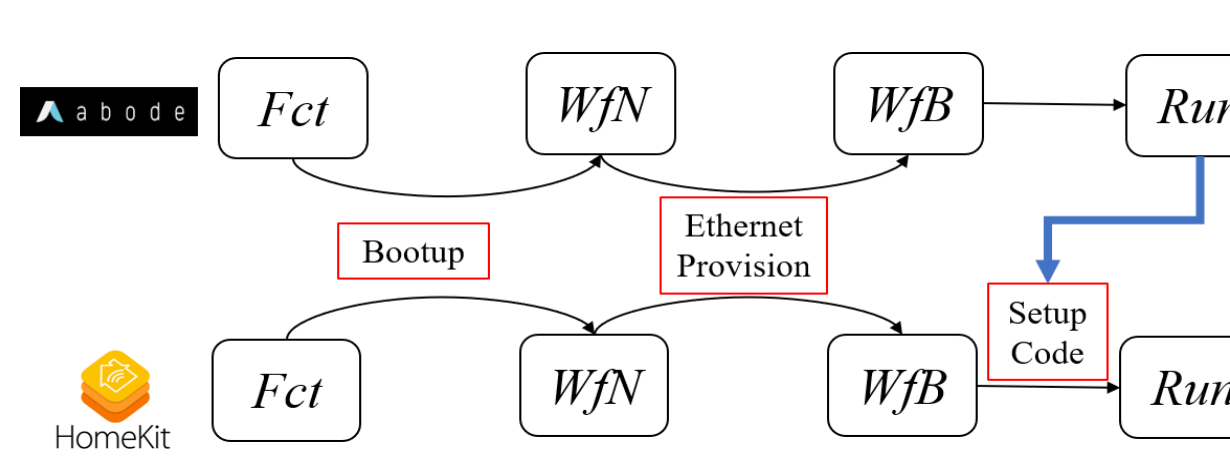 abode
Fct
WfN
WfB
Run
Bootup
Ethernet
Provision
Setup
Code
HomeKit
Fct
WfN
WfB
Run